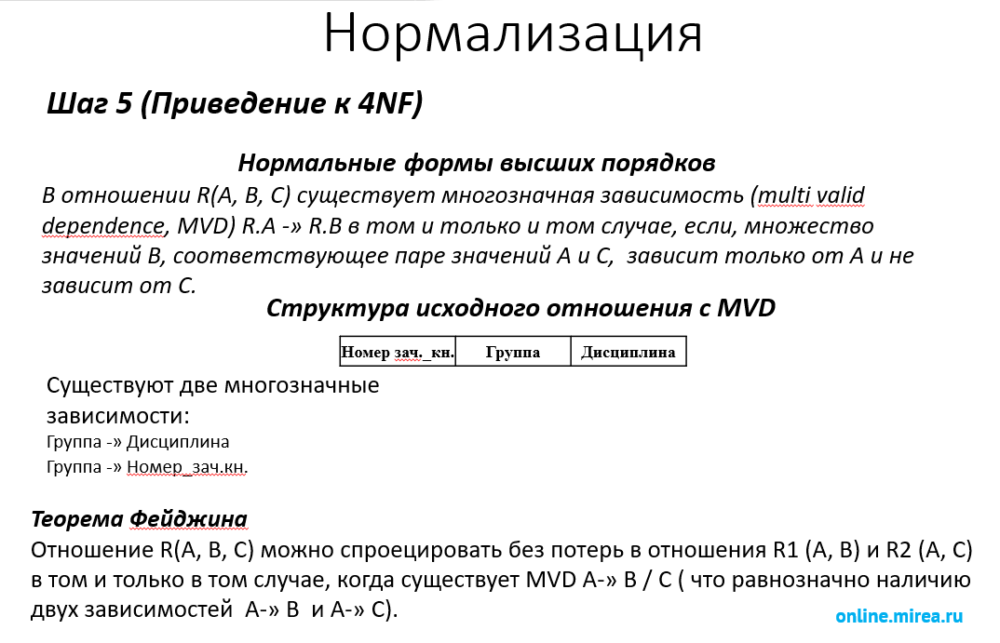 Нормализация
Шаг 5 (Приведение к 4NF)
Нормальные формы высших порядков
В отношении R(A, B, C) существует многозначная зависимость (multi valid
dependence, MVD) R.A -» R.B в том и только и том случае, если, множество
значений B, соответствующее паре значений A и C,  зависит только от A и не
зависит от С.
Структура исходного отношения с MVD
Номер зач._кн. Группа Дисциплина
Существуют две многозначные
зависимости:
Группа -» Дисциплина
Группа -» Номер_зач.кн.
Теорема Фейджина
Отношение R(A, B, C) можно спроецировать без потерь в отношения R1 (A, B) и R2 (A, C)
в том и только в том случае, когда существует MVD A-» B / C ( что равнозначно наличию
двух зависимостей  A-» B  и A-» C).
online.mirea.ru